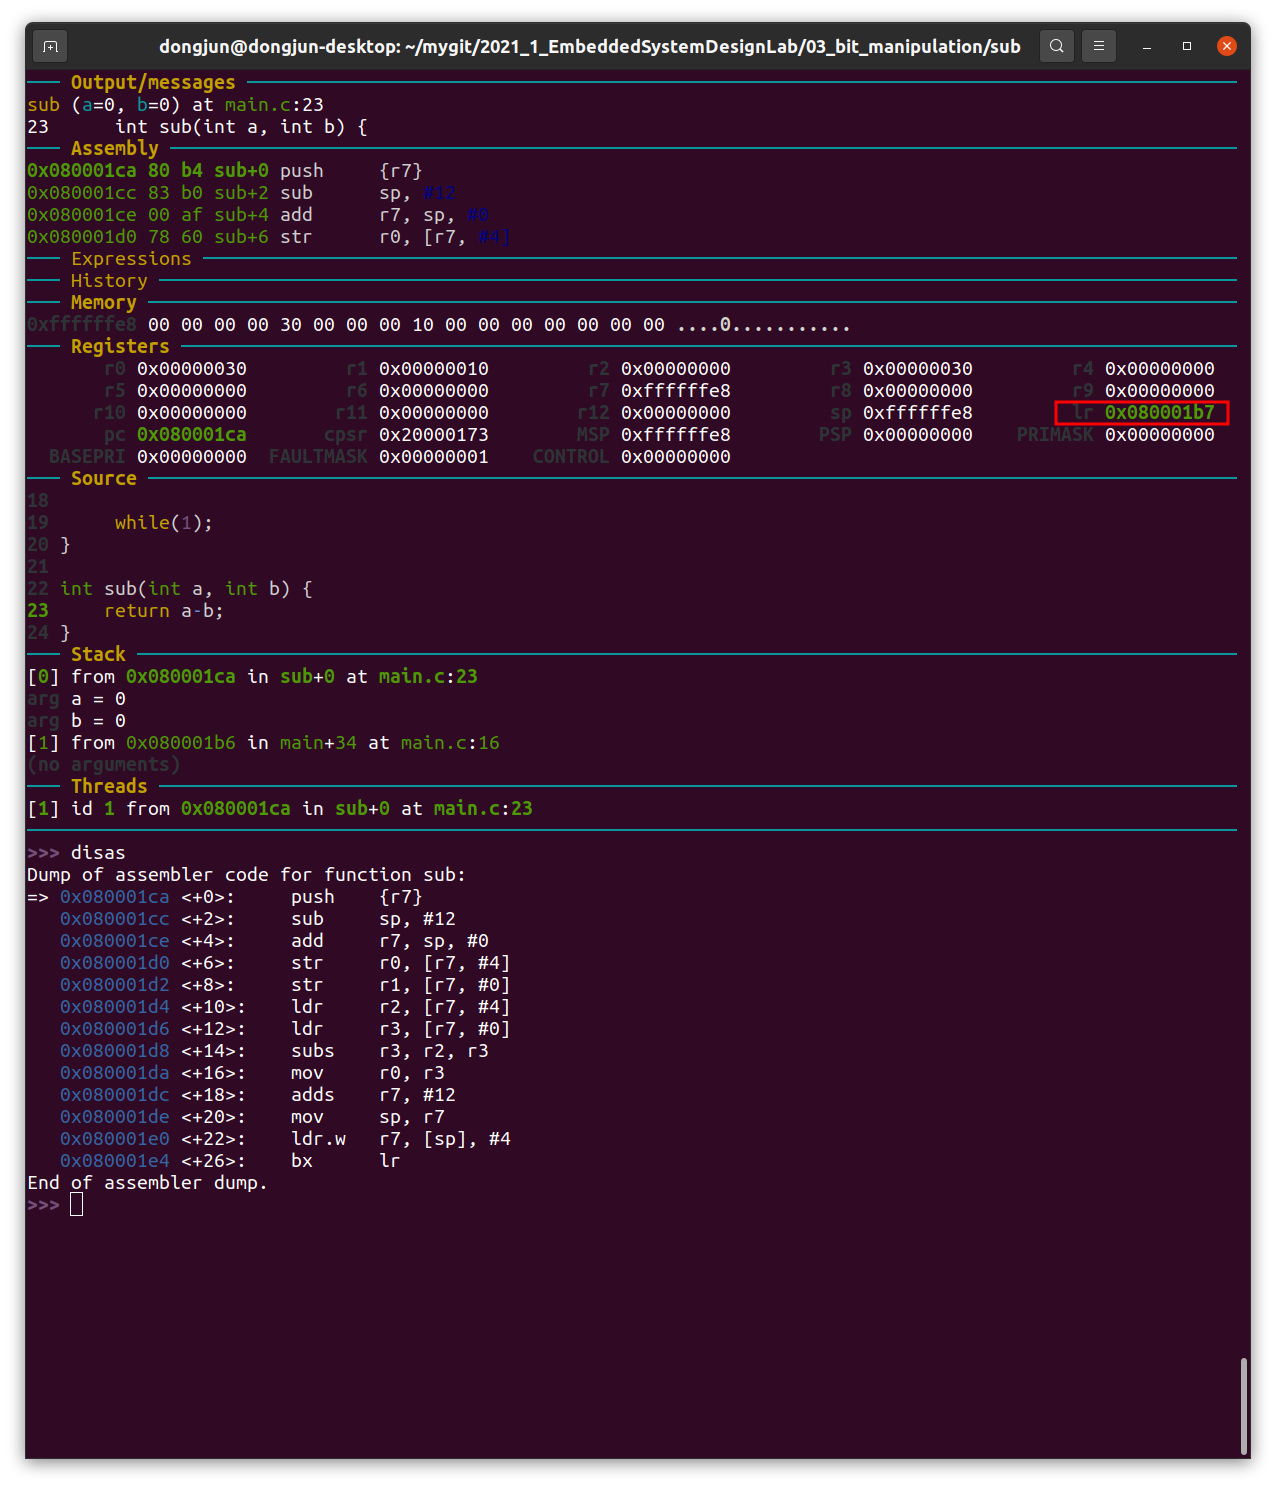 dongjun@dongjun-desktop: ~/mygit/2021_1_EmbeddedSystemDesignLab/03_bit_manipulation/sub
Output/messages
sub (a=0, b=0) at main.c:23
23      int sub(int a, int b) {
Assembly
0x080001ca 80 b4 sub+0 push     {r7}
0x080001cc 83 b0 sub+2 sub      sp, #12
0x080001ce 00 af sub+4 add      r7, sp, #0
0x080001d0 78 60 sub+6 str      r0, [r7, #4]
Expressions
History
Memory
0xffffffe8 00 00 00 00 30 00 00 00 10 00 00 00 00 00 00 00 ....0...........
Registers
r0 0x00000030 r1 0x00000010 r2 0x00000000 r3 0x00000030 r4 0x00000000
r5 0x00000000 r6 0x00000000 r7 0xffffffe8 r8 0x00000000 r9 0x00000000
r10 0x00000000 r11 0x00000000 r12 0x00000000 sp 0xffffffe8 lr 0x080001b7
pc 0x080001ca cpsr 0x20000173 MSP 0xffffffe8 PSP 0x00000000 PRIMASK 0x00000000
BASEPRI 0x00000000 FAULTMASK 0x00000001 CONTROL 0x00000000
Source
18
19      while(1);
20 }
21
22 int sub(int a, int b) {
23     return a-b;
24 }
Stack
[0] from 0x080001ca in sub+0 at main.c:23
arg a = 0
arg b = 0
[1] from 0x080001b6 in main+34 at main.c:16
(no arguments)
Threads
[1] id 1 from 0x080001ca in sub+0 at main.c:23
>>> disas
Dump of assembler code for function sub:
=> 0x080001ca <+0>:     push    {r7}
   0x080001cc <+2>:     sub     sp, #12
   0x080001ce <+4>:     add     r7, sp, #0
   0x080001d0 <+6>:     str     r0, [r7, #4]
   0x080001d2 <+8>:     str     r1, [r7, #0]
   0x080001d4 <+10>:    ldr     r2, [r7, #4]
   0x080001d6 <+12>:    ldr     r3, [r7, #0]
   0x080001d8 <+14>:    subs    r3, r2, r3
   0x080001da <+16>:    mov     r0, r3
   0x080001dc <+18>:    adds    r7, #12
   0x080001de <+20>:    mov     sp, r7
   0x080001e0 <+22>:    ldr.w   r7, [sp], #4
   0x080001e4 <+26>:    bx      lr
End of assembler dump.
>>>